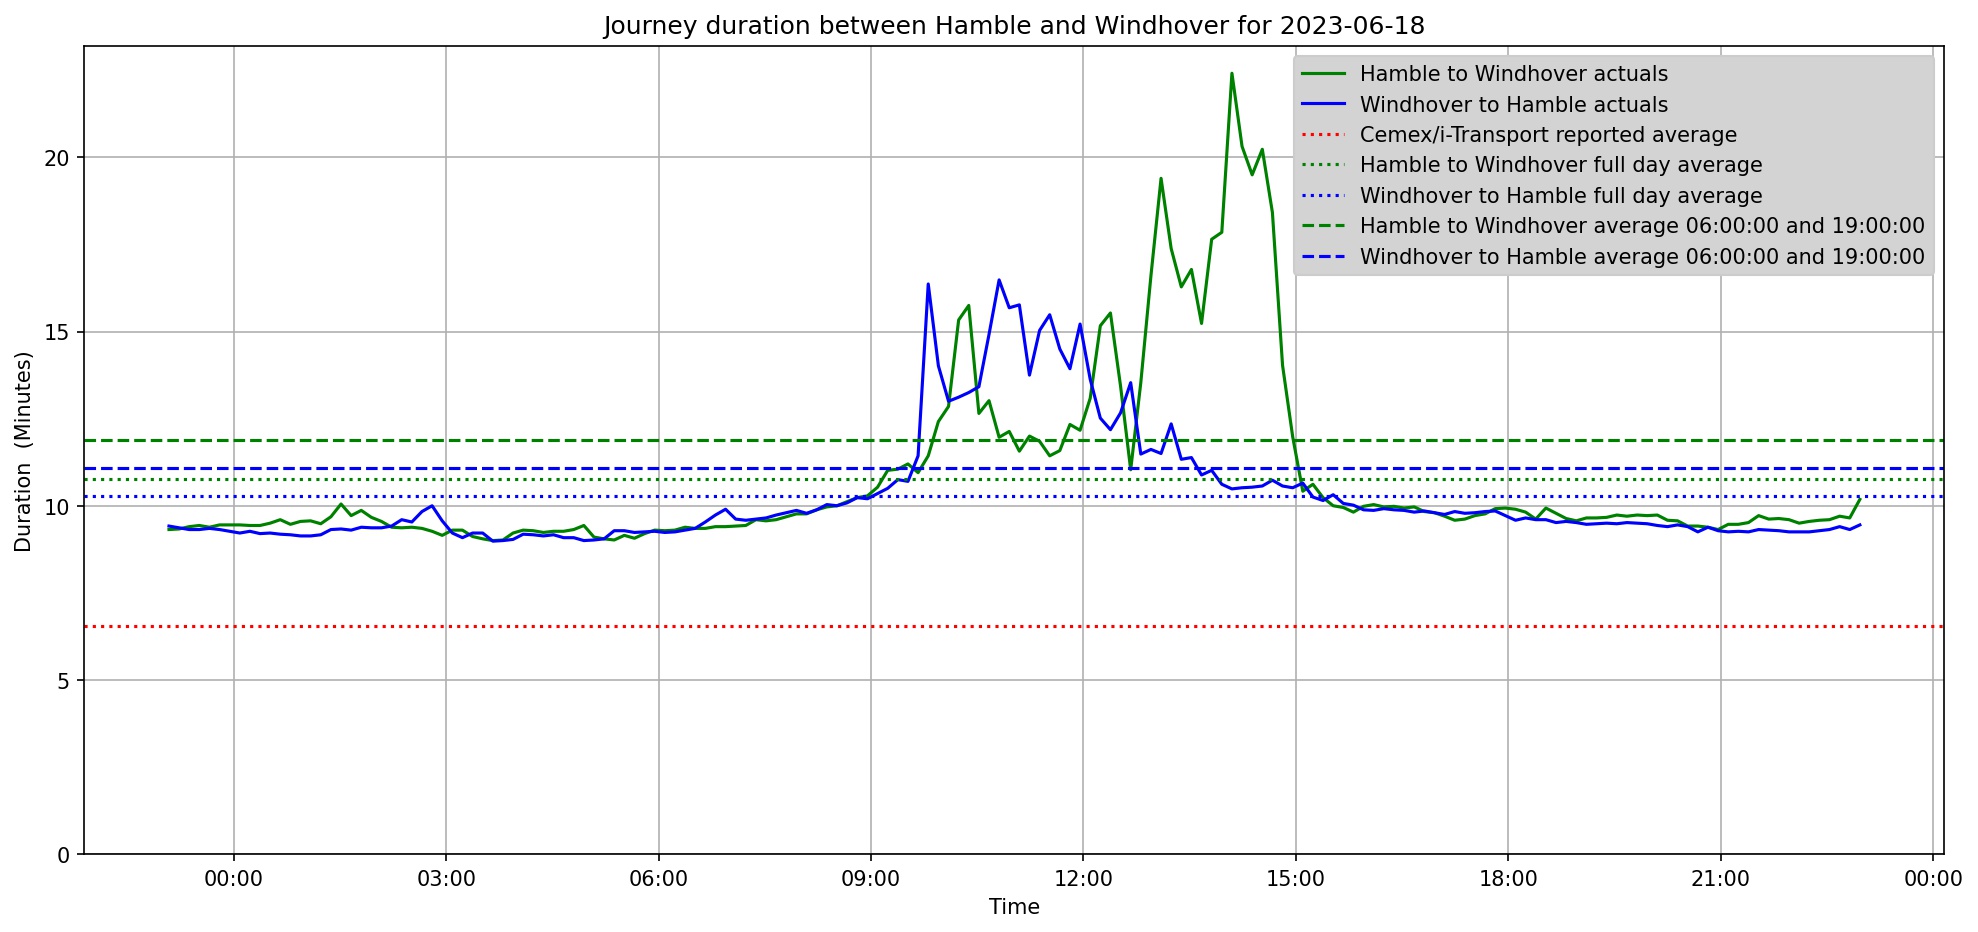 Journey duration between Hamble and Windhover for 2023-06-18
Hamble to Windhover actuals
Windhover to Hamble actuals
Cemex/i-Transport reported average
Hamble to Windhover full day average
Windhover to Hamble full day average
Hamble to Windhover average 06:00:00 and 19:00:00
Windhover to Hamble average 06:00:00 and 19:00:00
20
15
10
5
0
Duration (Minutes)
00:00 03:00 06:00 09:00 12:00 15:00 18:00 21:00 00:00
Time